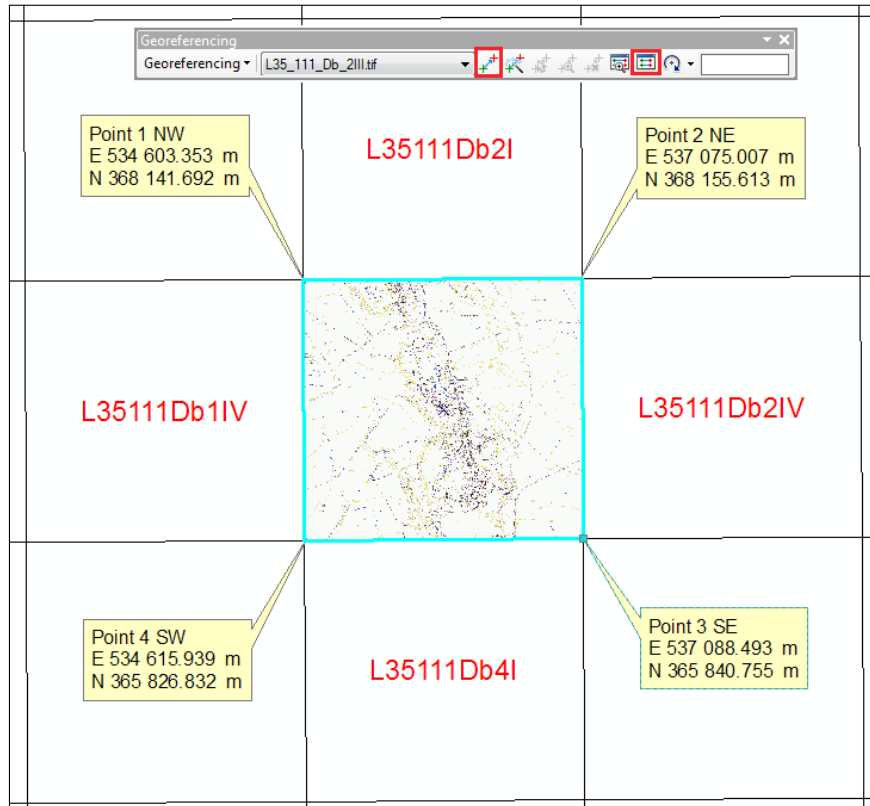 Georeferencing
Georeferencing
L35_111_Db_2III.tif
Point 1 NW
E 534 603.353 m
N 368 141.692 m
L35111Db2I
Point 2 NE
E 537 075.007 m
N 368 155.613 m
L35111Db1IV
L35111Db2IV
Point 4 SW
E 534 615.939 m
N 365 826.832 m
L35111Db4I
Point 3 SE
E 537 088.493 m
N 365 840.755 m